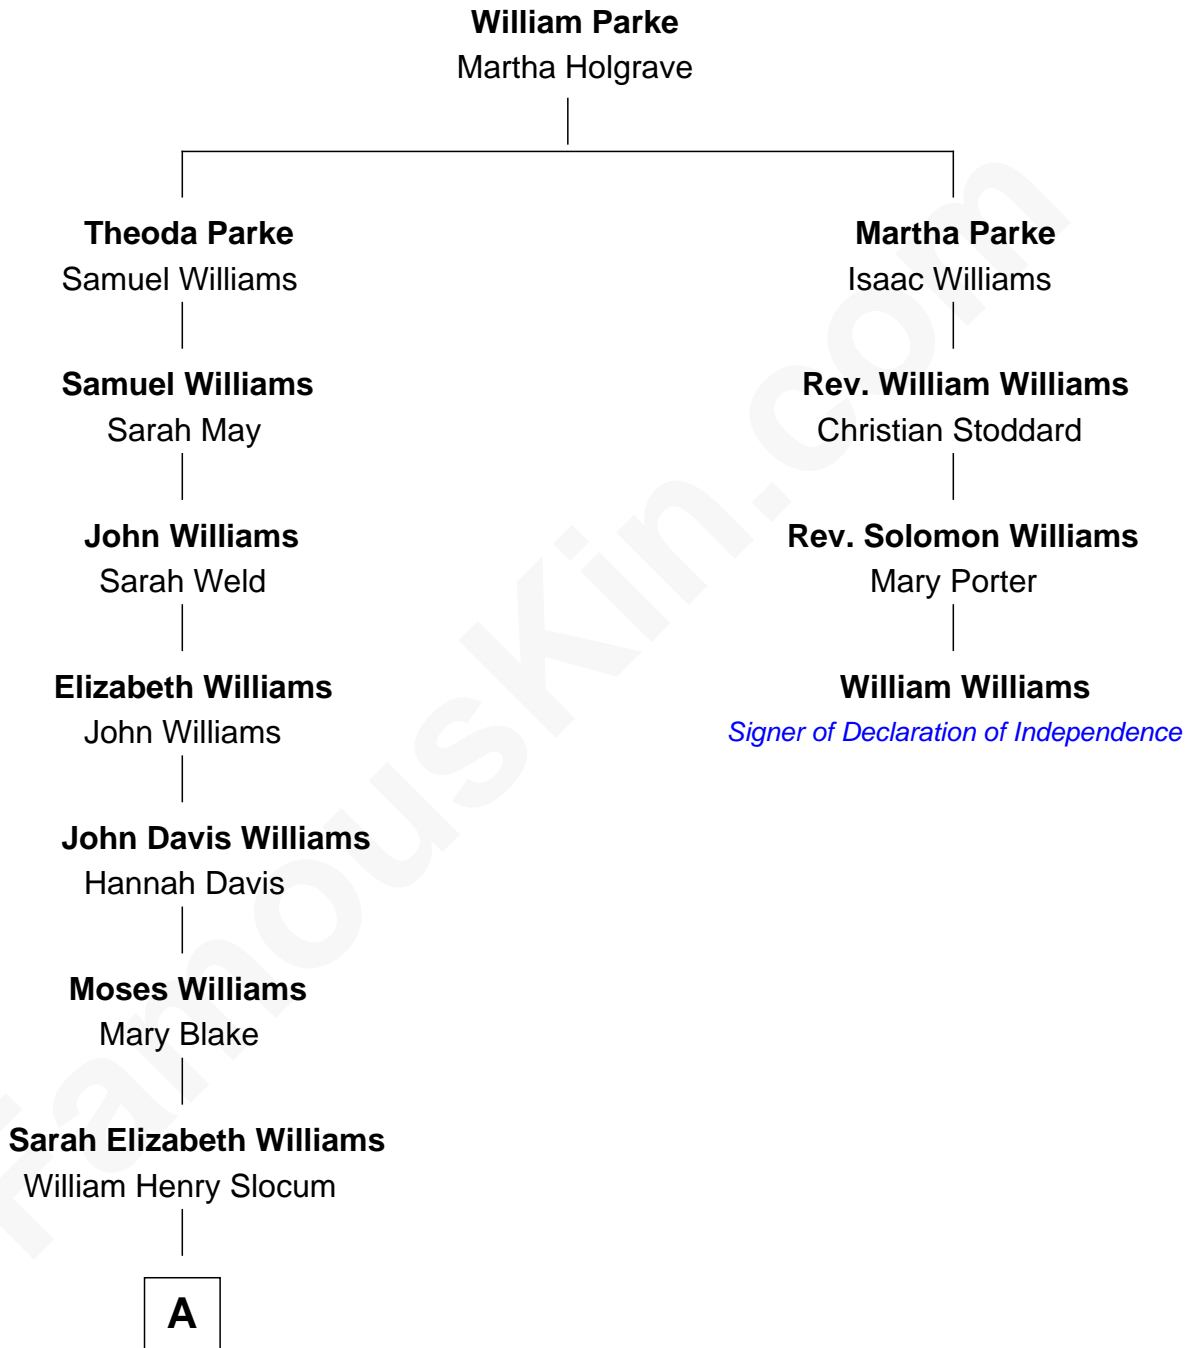 William Parke
Martha Holgrave
Theoda Parke
Samuel Williams
Martha Parke
Isaac Williams
Samuel Williams
Sarah May
Rev. William Williams
Christian Stoddard
John Williams
Sarah Weld
Rev. Solomon Williams
Mary Porter
Elizabeth Williams
John Williams
William Williams
Signer of Declaration of Independence
John Davis Williams
Hannah Davis
Moses Williams
Mary Blake
Sarah Elizabeth Williams
William Henry Slocum
A
FamousKin.com